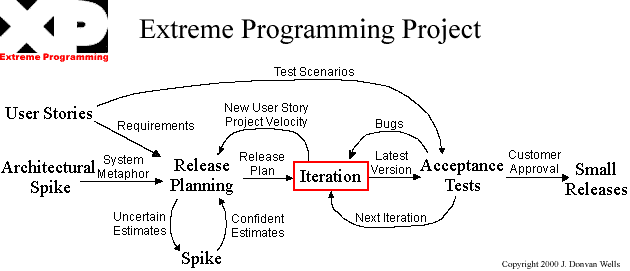 XP
Extreme Programming
Extreme Programming Project
Test Scenarios
User Stories
New User Story
Project Velocity
Bugs
Requirements
Architectural
Spike
System
Metaphor
Release
Planning
Release
Plan
Iteration
Latest
Version
Acceptance
Tests
Customer
Approval
Small
Releases
Uncertain
Estimates
Confident
Estimates
Next Iteration
Spike
Copyright 2000 J. Donvan Wells